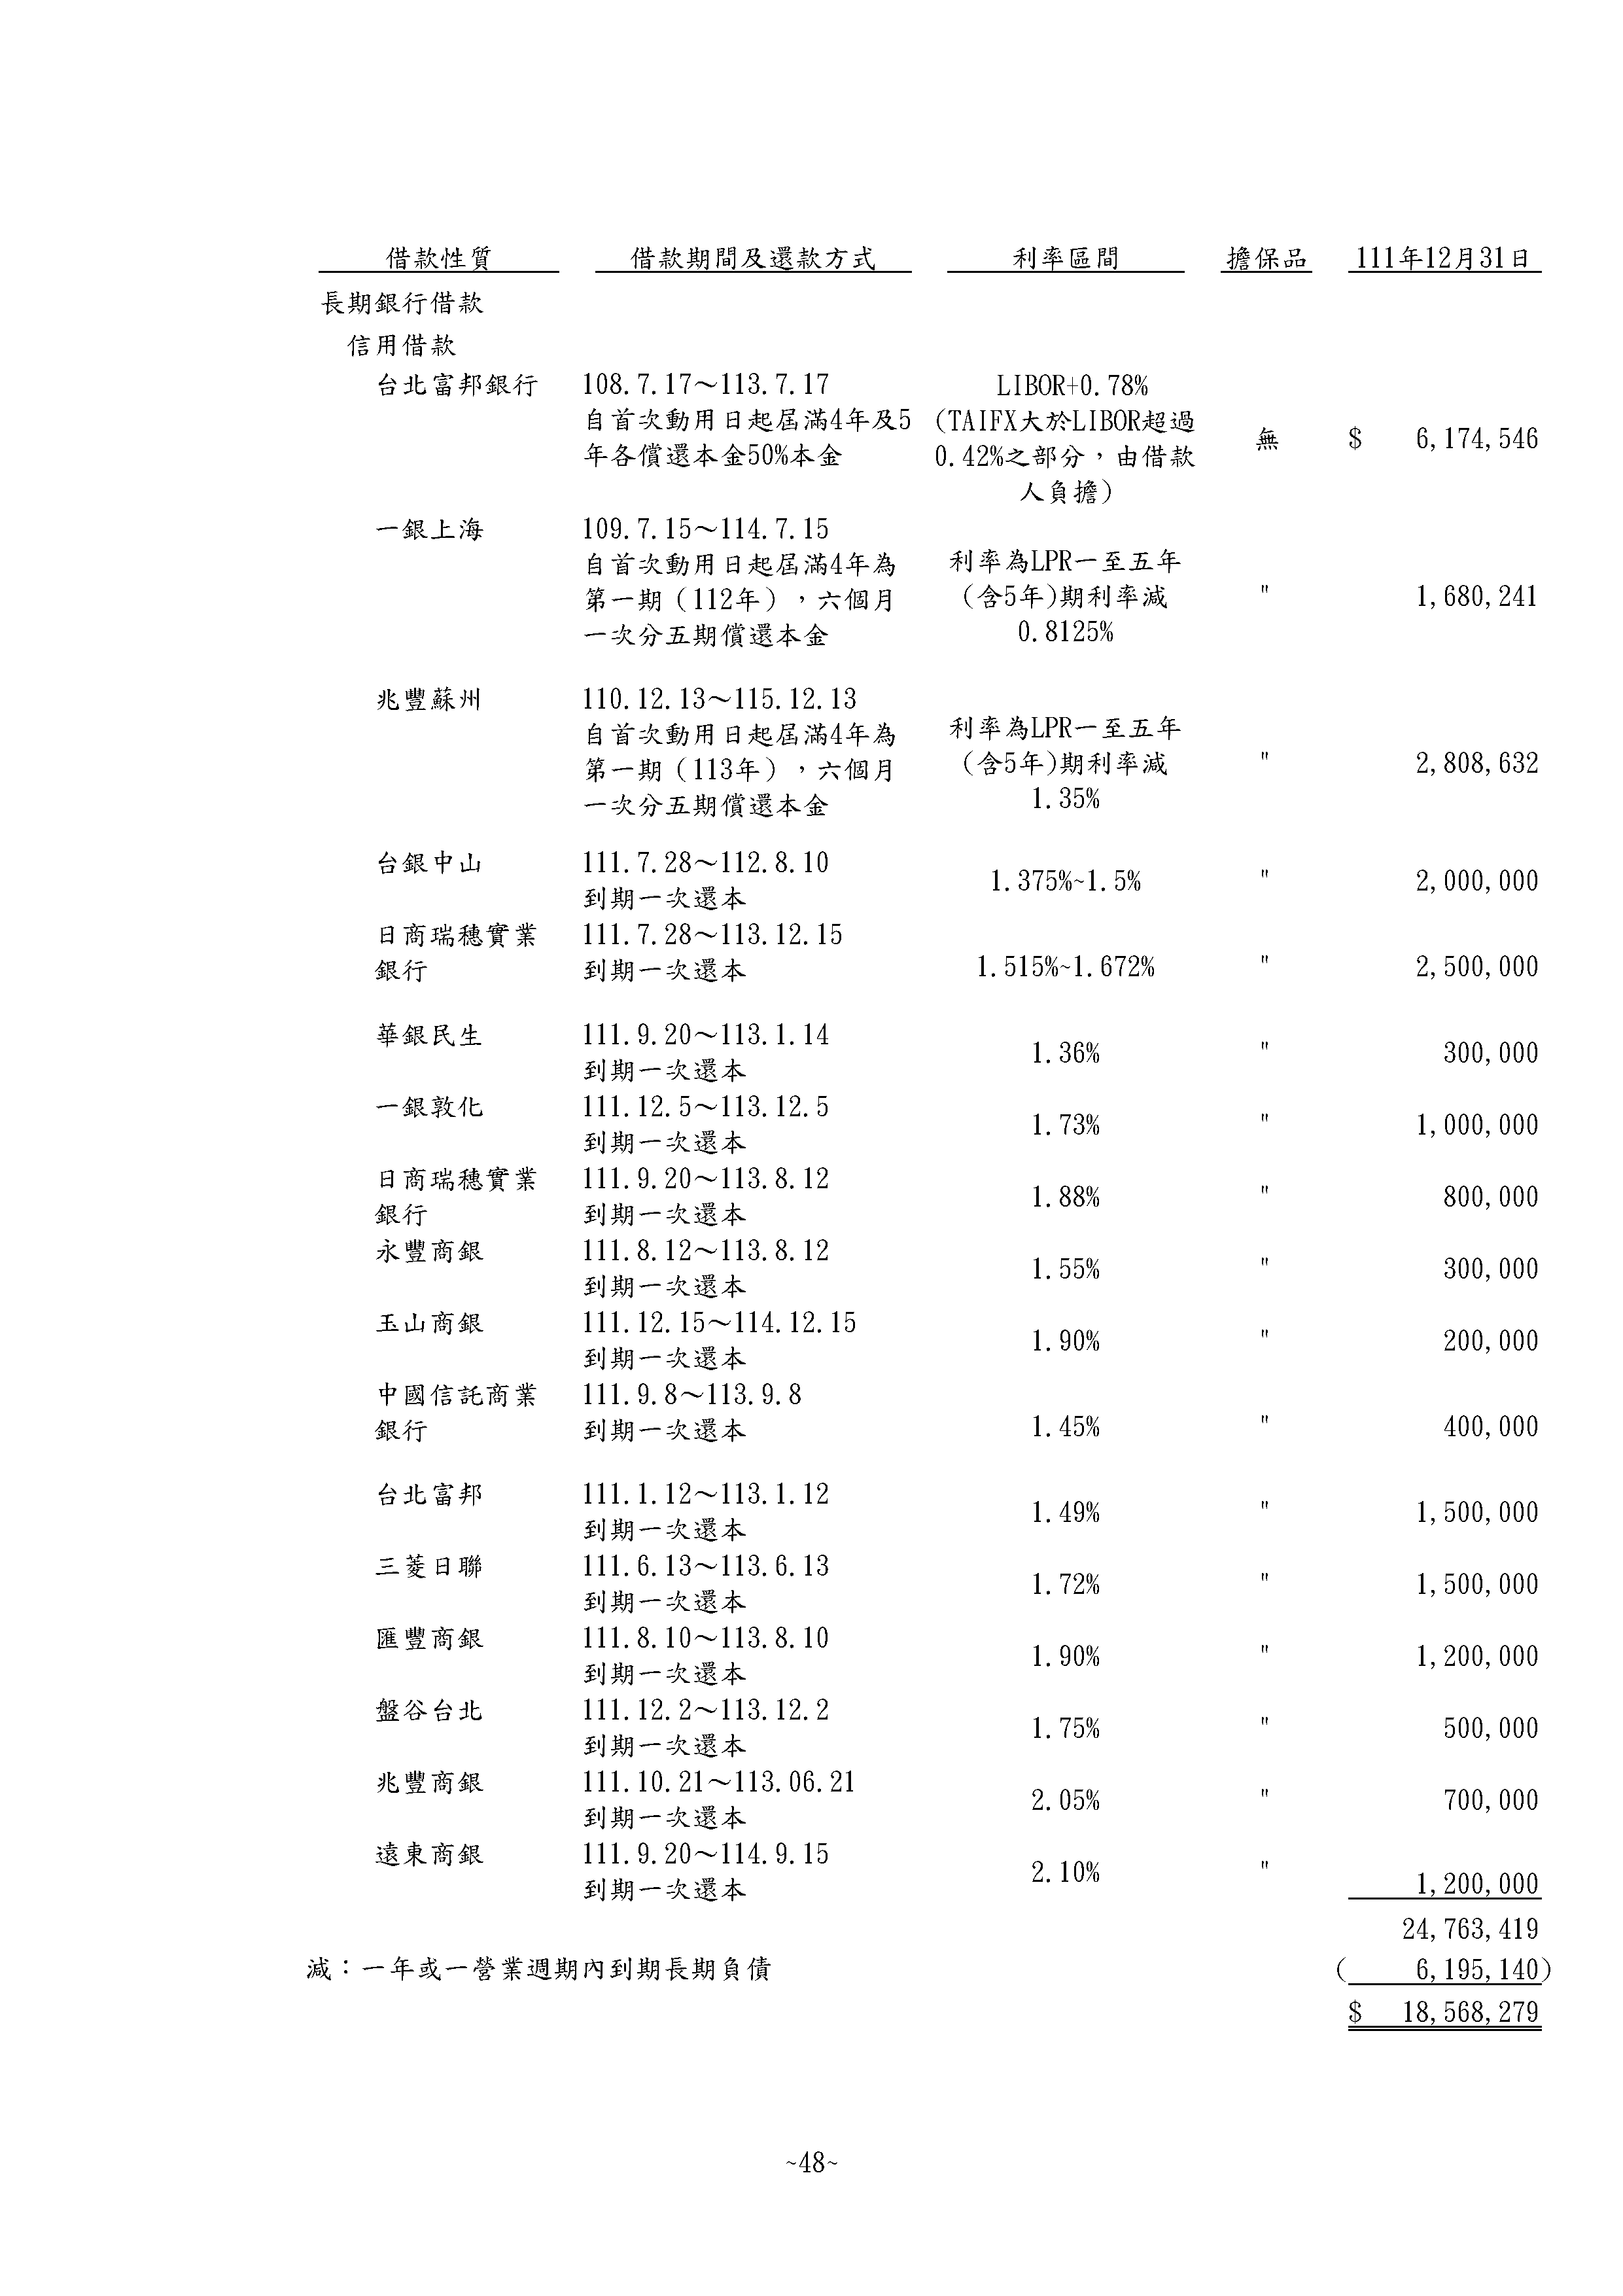 借款性質 借款期間及還款方式 利率區間 擔保品 111年12月31日
長期銀行借款
信用借款
台北富邦銀行 108.7.17～113.7.17 LIBOR+0.78%
自首次動用日起屆滿4年及5 (TAIFX大於LIBOR超過
無 $ 6,174,546
年各償還本金50%本金 0.42%之部分，由借款
人負擔)
一銀上海 109.7.15～114.7.15
自首次動用日起屆滿4年為 利率為LPR一至五年
第一期（112年），六個月 (含5年)期利率減 " 1,680,241
一次分五期償還本金 0.8125%
兆豐蘇州 110.12.13～115.12.13
自首次動用日起屆滿4年為 利率為LPR一至五年
第一期（113年），六個月 (含5年)期利率減 " 2,808,632
一次分五期償還本金 1.35%
台銀中山 111.7.28～112.8.10
1.375%~1.5% " 2,000,000
到期一次還本
日商瑞穗實業 111.7.28～113.12.15
銀行 到期一次還本 1.515%~1.672% " 2,500,000
華銀民生 111.9.20～113.1.14
1.36% " 300,000
到期一次還本
一銀敦化 111.12.5～113.12.5
1.73% " 1,000,000
到期一次還本
日商瑞穗實業 111.9.20～113.8.12
1.88% " 800,000
銀行 到期一次還本
永豐商銀 111.8.12～113.8.12
1.55% " 300,000
到期一次還本
玉山商銀 111.12.15～114.12.15
1.90% " 200,000
到期一次還本
中國信託商業 111.9.8～113.9.8
銀行 到期一次還本 1.45% " 400,000
台北富邦 111.1.12～113.1.12
1.49% " 1,500,000
到期一次還本
三菱日聯 111.6.13～113.6.13
1.72% " 1,500,000
到期一次還本
匯豐商銀 111.8.10～113.8.10
1.90% " 1,200,000
到期一次還本
盤谷台北 111.12.2～113.12.2
1.75% " 500,000
到期一次還本
兆豐商銀 111.10.21～113.06.21
2.05% " 700,000
到期一次還本
遠東商銀 111.9.20～114.9.15
2.10% "
到期一次還本 1,200,000
24,763,419
減：一年或一營業週期內到期長期負債 ( 6,195,140)
$ 18,568,279
~48~